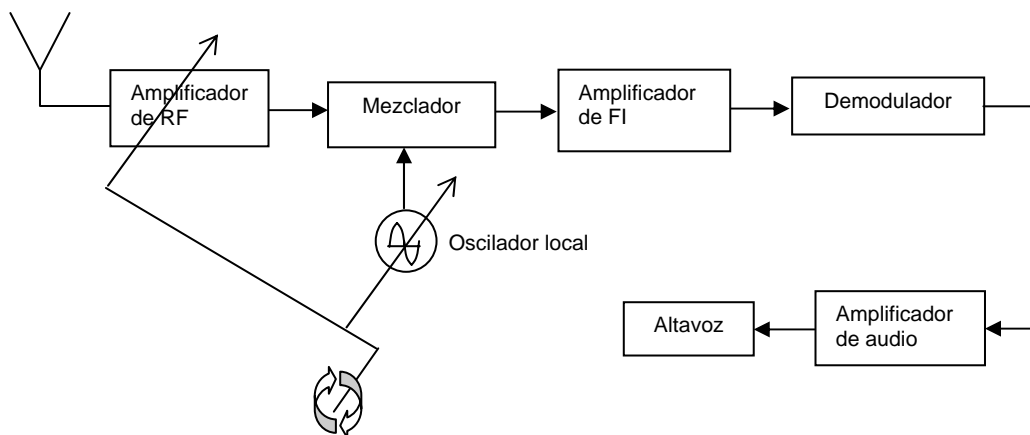 Amplificador
de RF
Mezclador
Amplificador
de FI
Demodulador
Oscilador local
Altavoz
Amplificador
de audio